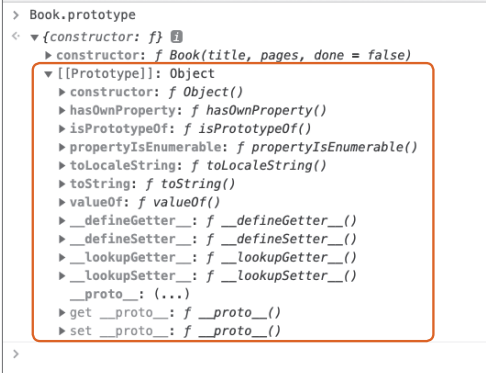 > Book.prototype
<· ▼{constructor: ƒ} i
▶constructor: ƒ Book(title, pages, done = false)
▼[[Prototype]]: Object
▶constructor: ƒ Object()
▶hasOwnProperty: ƒ hasOwnProperty()
▶isPrototypeOf: ƒ isPrototypeOf()
▶propertyIsEnumerable: ƒ propertyIsEnumerable()
▶toLocaleString: ƒ toLocaleString()
▶toString: ƒ toString()
▶valueOf: ƒ valueOf()
▶__defineGetter__: ƒ __defineGetter__()
▶__defineSetter__: ƒ __defineSetter__()
▶__lookupGetter__: ƒ __lookupGetter__()
▶__lookupSetter__: ƒ __lookupSetter__()
__proto__: (...)
▶get __proto__: ƒ __proto__()
▶set __proto__: ƒ __proto__()
>